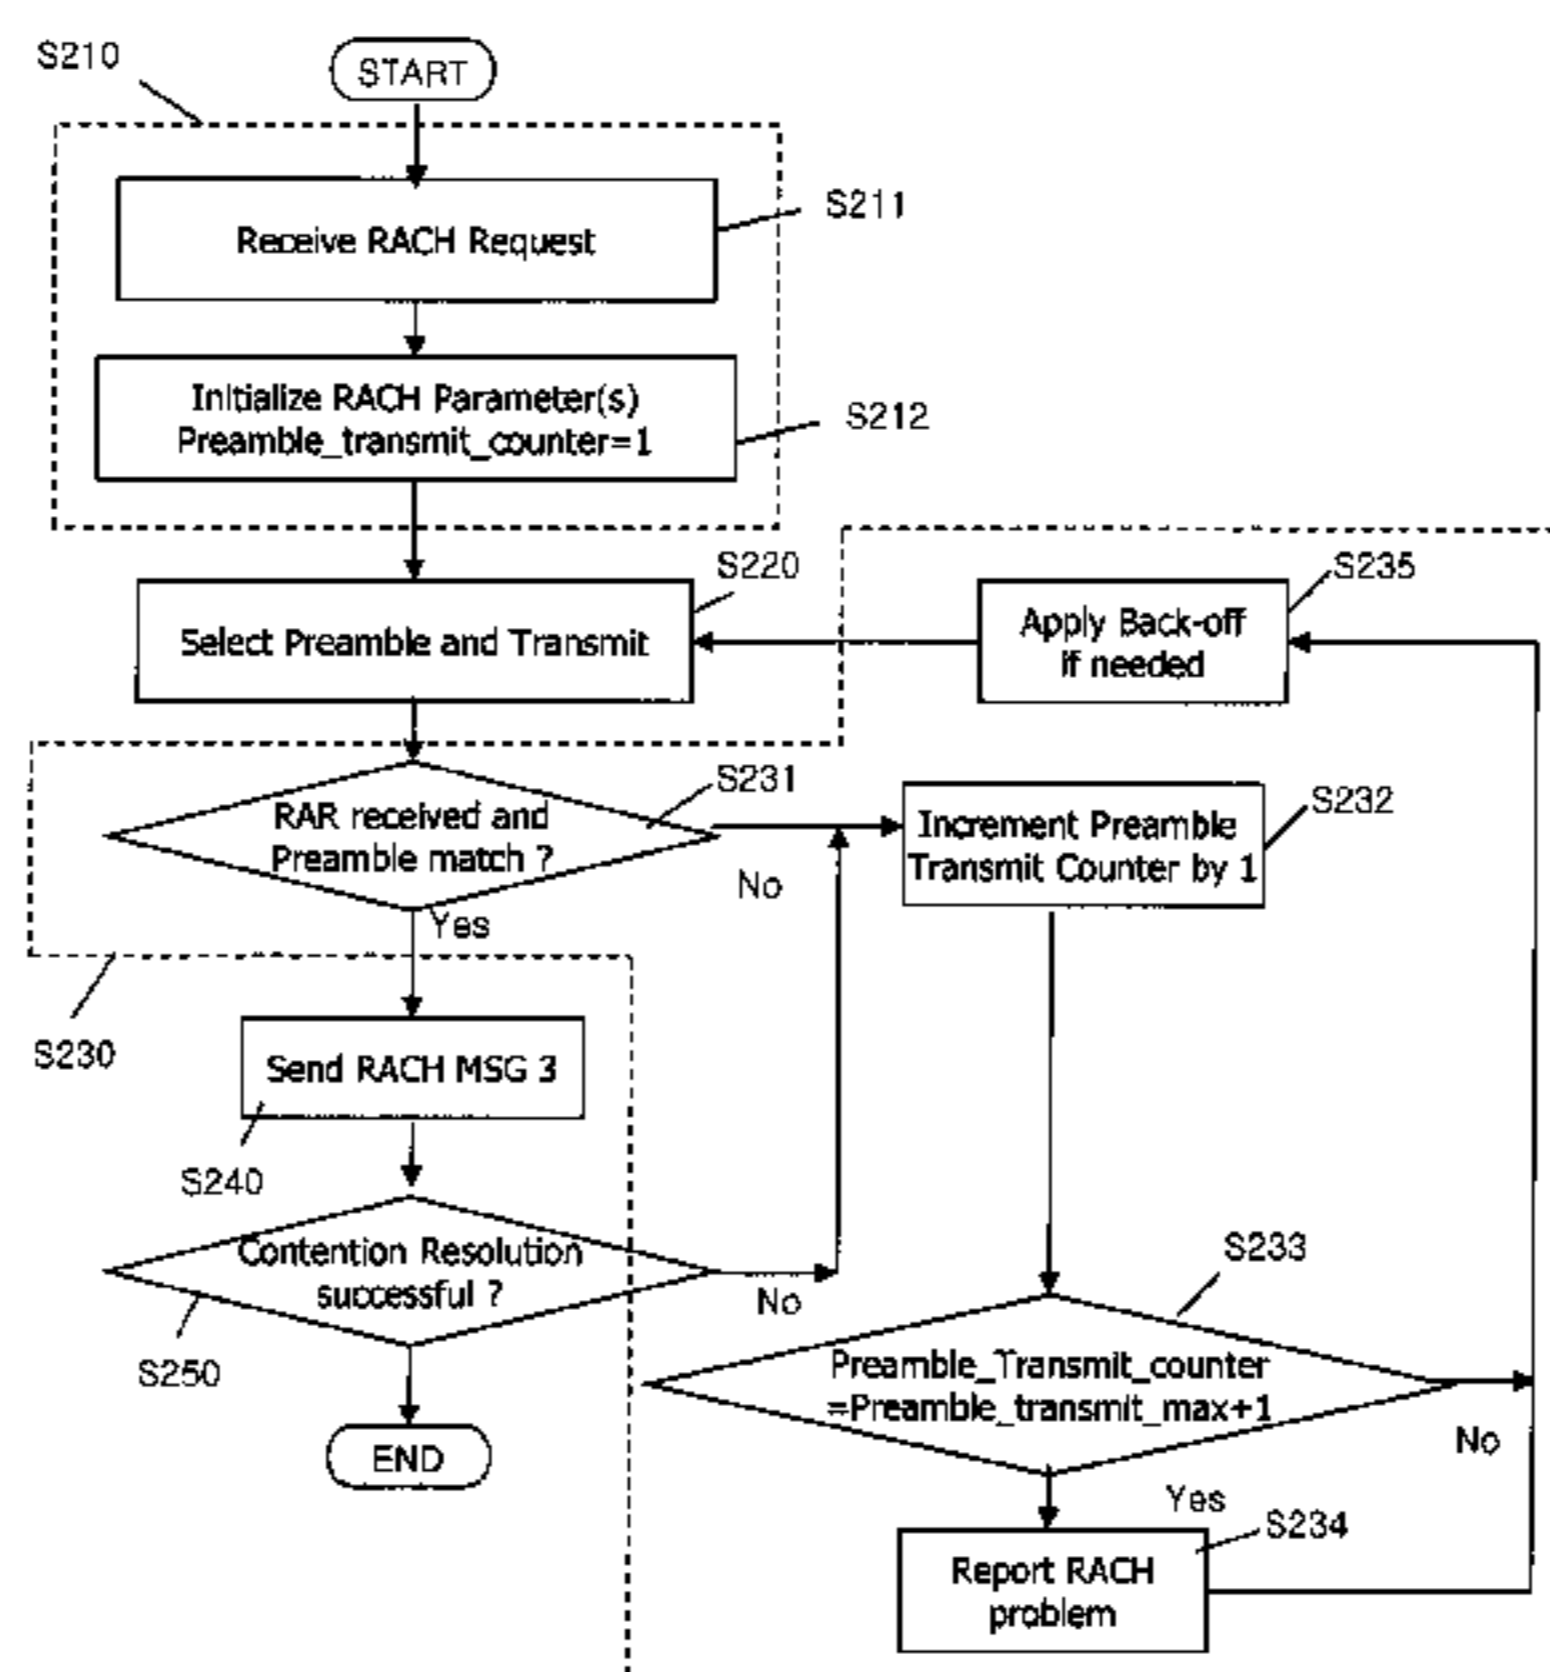 S210
START
S211
Receive RACH Request
Initialize RACH Parameter(s)
Preamble_transmit_counter=1
S212
S220
Select Preamble and Transmit
S235
Apply Back-off
if needed
S231
RAR received and
Preamble match ?
No
Yes
S232
Increment Preamble
Transmit Counter by 1
S230
Send RACH MSG 3
S240
Contention Resolution
successful ?
No
S250
END
S233
Preamble_Transmit_counter
=Preamble_transmit_max+1
No
Yes
S234
Report RACH
problem